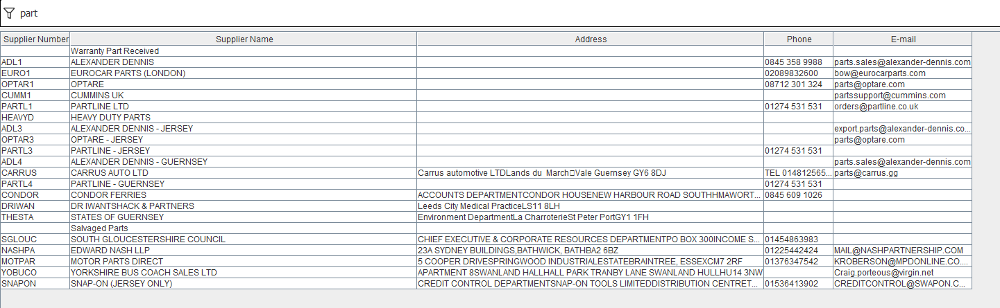 part
Supplier Number Supplier Name Address Phone E-mail
Warranty Part Received
ADL1 ALEXANDER DENNIS 0845 358 9988 parts.sales@alexander-dennis.com
EURO1 EUROCAR PARTS (LONDON) 02089832600 bow@eurocarparts.com
OPTAR1 OPTARE 08712 301 324 parts@optare.com
CUMM1 CUMMINS UK partssupport@cummins.com
PARTL1 PARTLINE LTD 01274 531 531 orders@partline.co.uk
HEAVYD HEAVY DUTY PARTS
ADL3 ALEXANDER DENNIS - JERSEY export.parts@alexander-dennis.co...
OPTAR3 OPTARE - JERSEY parts@optare.com
PARTL3 PARTLINE - JERSEY 01274 531 531
ADL4 ALEXANDER DENNIS - GUERNSEY parts.sales@alexander-dennis.com
CARRUS CARRUS AUTO LTD Carrus automotive LTDLands du March□Vale Guernsey GY6 8DJ TEL 014812565... parts@carrus.gg
PARTL4 PARTLINE - GUERNSEY 01274 531 531
CONDOR CONDOR FERRIES ACCOUNTS DEPARTMENTCONDOR HOUSENEW HARBOUR ROAD SOUTHHMAWORT... 0845 609 1026
DRIWAN DR IWANTSHACK & PARTNERS Leeds City Medical PracticeLS11 8LH
THESTA STATES OF GUERNSEY Environment DepartmentLa CharroterieSt Peter PortGY1 1FH
Salvaged Parts
SGLOUC SOUTH GLOUCESTERSHIRE COUNCIL CHIEF EXECUTIVE & CORPORATE RESOURCES DEPARTMENTPO BOX 300INCOME S... 01454863983
NASHPA EDWARD NASH LLP 23A SYDNEY BUILDINGS,BATHWICK, BATHBA2 6BZ 01225442424 MAIL@NASHPARTNERSHIP.COM
MOTPAR MOTOR PARTS DIRECT 5 COOPER DRIVESPRINGWOOD INDUSTRIALESTATEBRAINTREE, ESSEXCM7 2RF 01376347542 KROBERSON@MPDONLINE.CO....
YOBUCO YORKSHIRE BUS COACH SALES LTD APARTMENT 8SWANLAND HALLHALL PARK TRANBY LANE SWANLAND HULLHU14 3NW Craig.porteous@virgin.net
SNAPON SNAP-ON (JERSEY ONLY) CREDIT CONTROL DEPARTMENTSNAP-ON TOOLS LIMITEDDISTRIBUTION CENTRET... 01536413902 CREDITCONTROL@SWAPON.C...